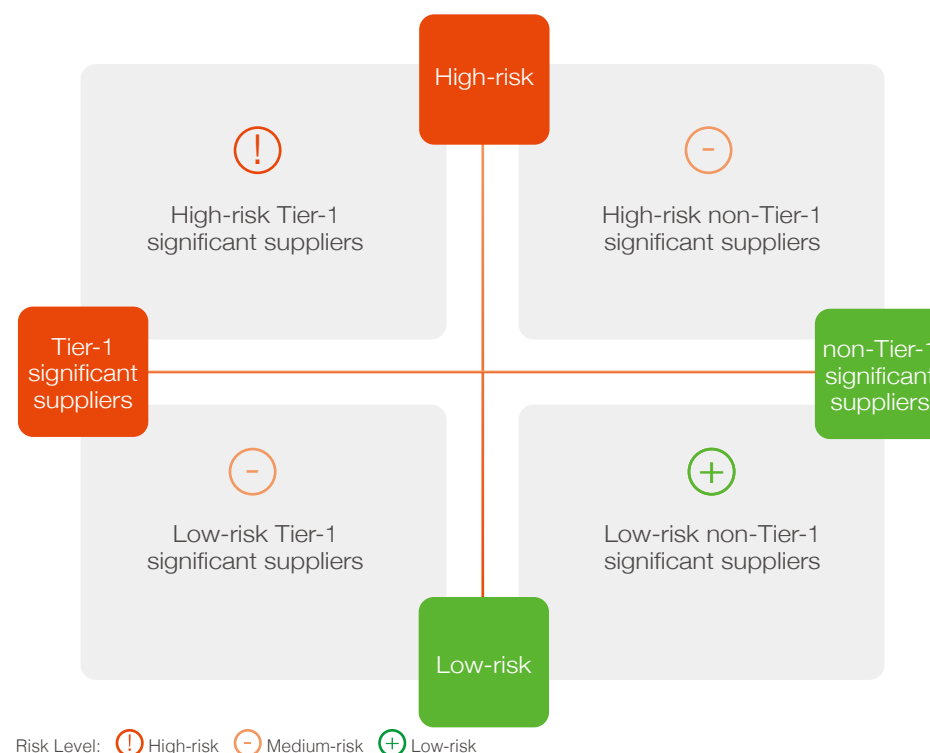 High-risk
!
-
High-risk Tier-1
significant suppliers
High-risk non-Tier-1
significant suppliers
Tier-1
significant
suppliers
non-Tier-1
significant
suppliers
-
+
Low-risk Tier-1
significant suppliers
Low-risk non-Tier-1
significant suppliers
Low-risk
Risk Level: ! High-risk - Medium-risk + Low-risk